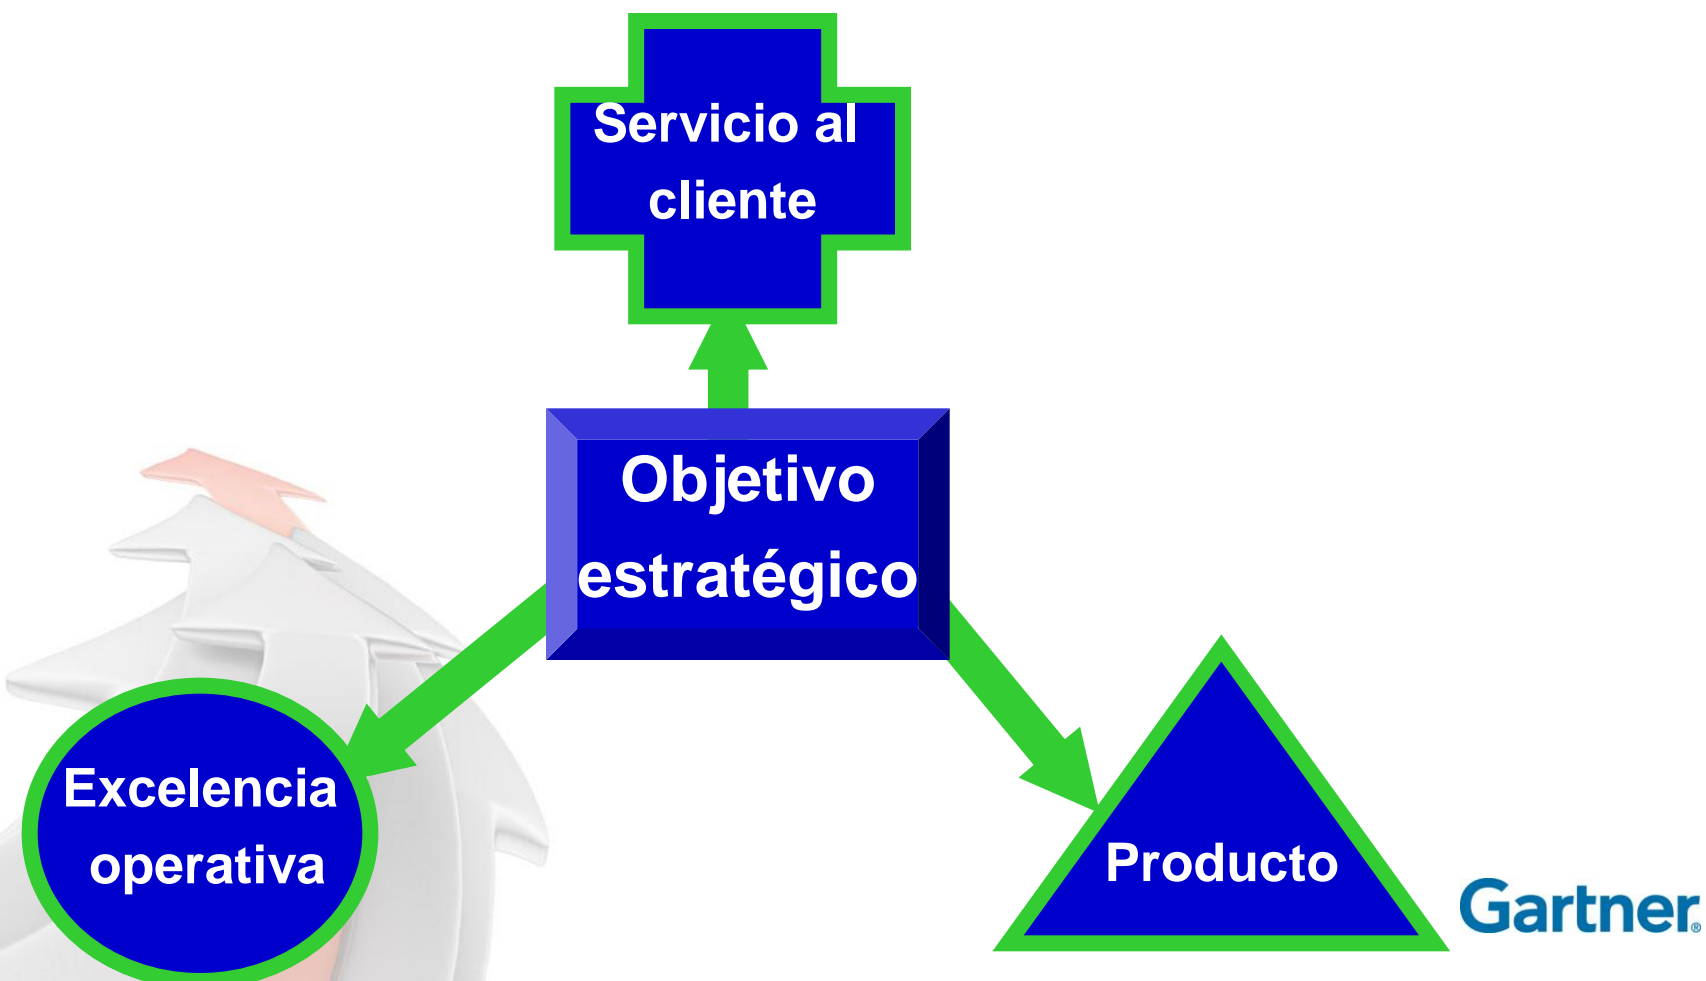 Servicio al
cliente
Objetivo
estratégico
Excelencia
operativa
Producto
Gartner®